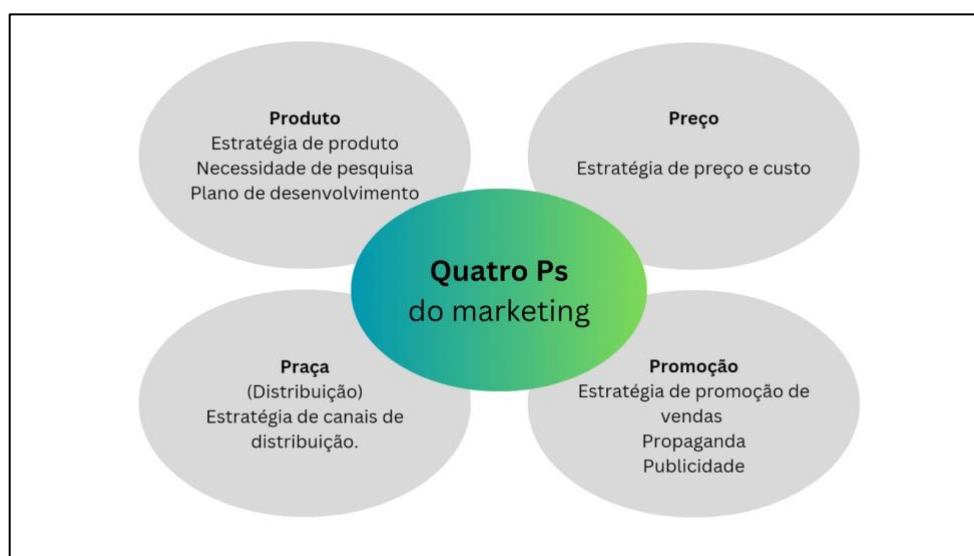 Produto
Estratégia de produto
Necessidade de pesquisa
Plano de desenvolvimento
Preço
Estratégia de preço e custo
Quatro Ps
do marketing
Praça
(Distribuição)
Estratégia de canais de
distribuição.
Promoção
Estratégia de promoção de
vendas
Propaganda
Publicidade